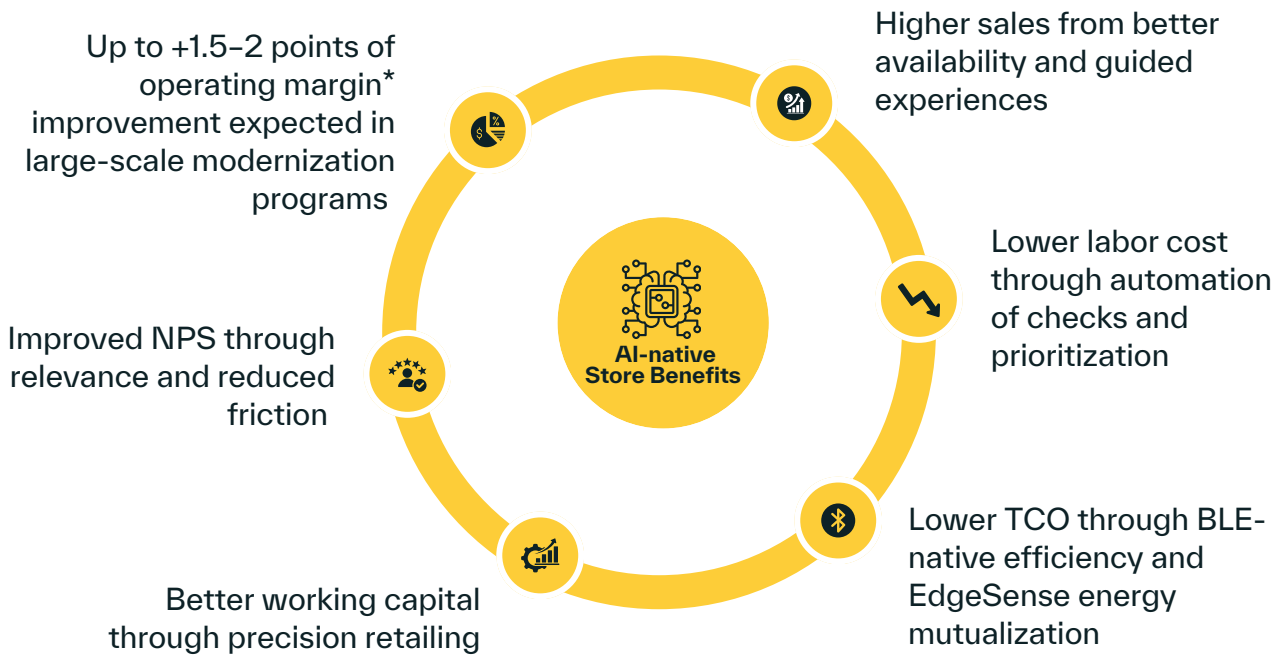 Up to +1.5–2 points of
operating margin*
improvement expected in
large-scale modernization
programs
Higher sales from better
availability and guided
experiences
Lower labor cost
through automation
of checks and
prioritization
AI-native
Store Benefits
Improved NPS through
relevance and reduced
friction
Lower TCO through BLE-
native efficiency and
EdgeSense energy
mutualization
Better working capital
through precision retailing
$
%
$